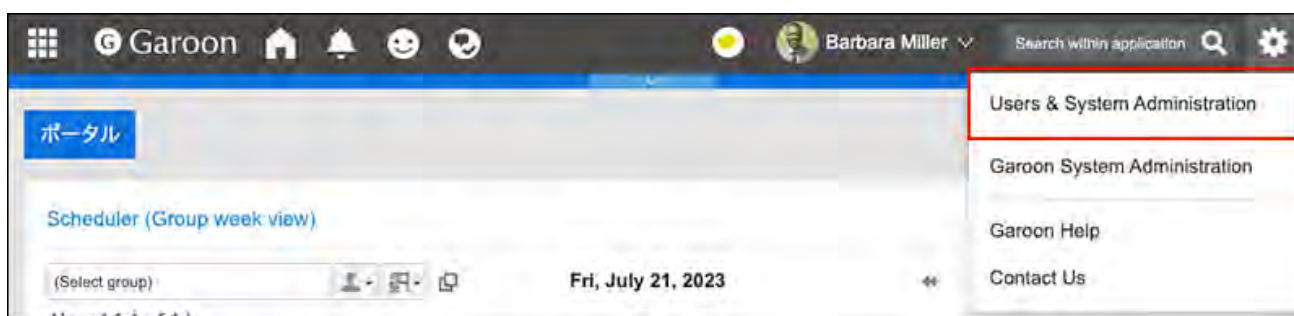 Garoon
Barbara Miller
Search within application
Users & System Administration
ポータル
Garoon System Administration
Scheduler (Group week view)
Garoon Help
(Select group)
Fri, July 21, 2023
Contact Us